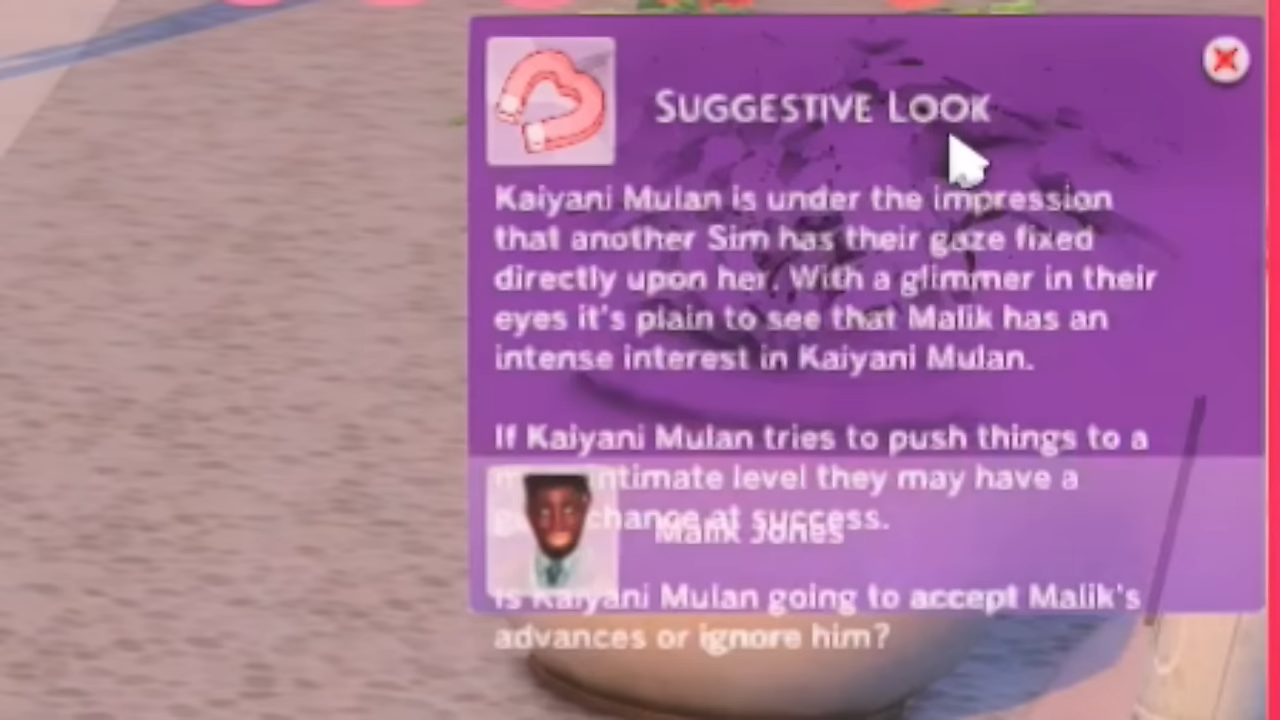 SUGGESTIVE LOOK
Kaiyani Mulan is under the impression
that another Sim has their gaze fixed
directly upon her. With a glimmer in their
eyes it's plain to see that Malik has an
intense interest in Kaiyani Mulan.
If Kaiyani Mulan tries to push things to a
intimate level they may have a
chance at success.
Malik Jones
Is Kaiyani Mulan going to accept Malik's
advances or ignore him?